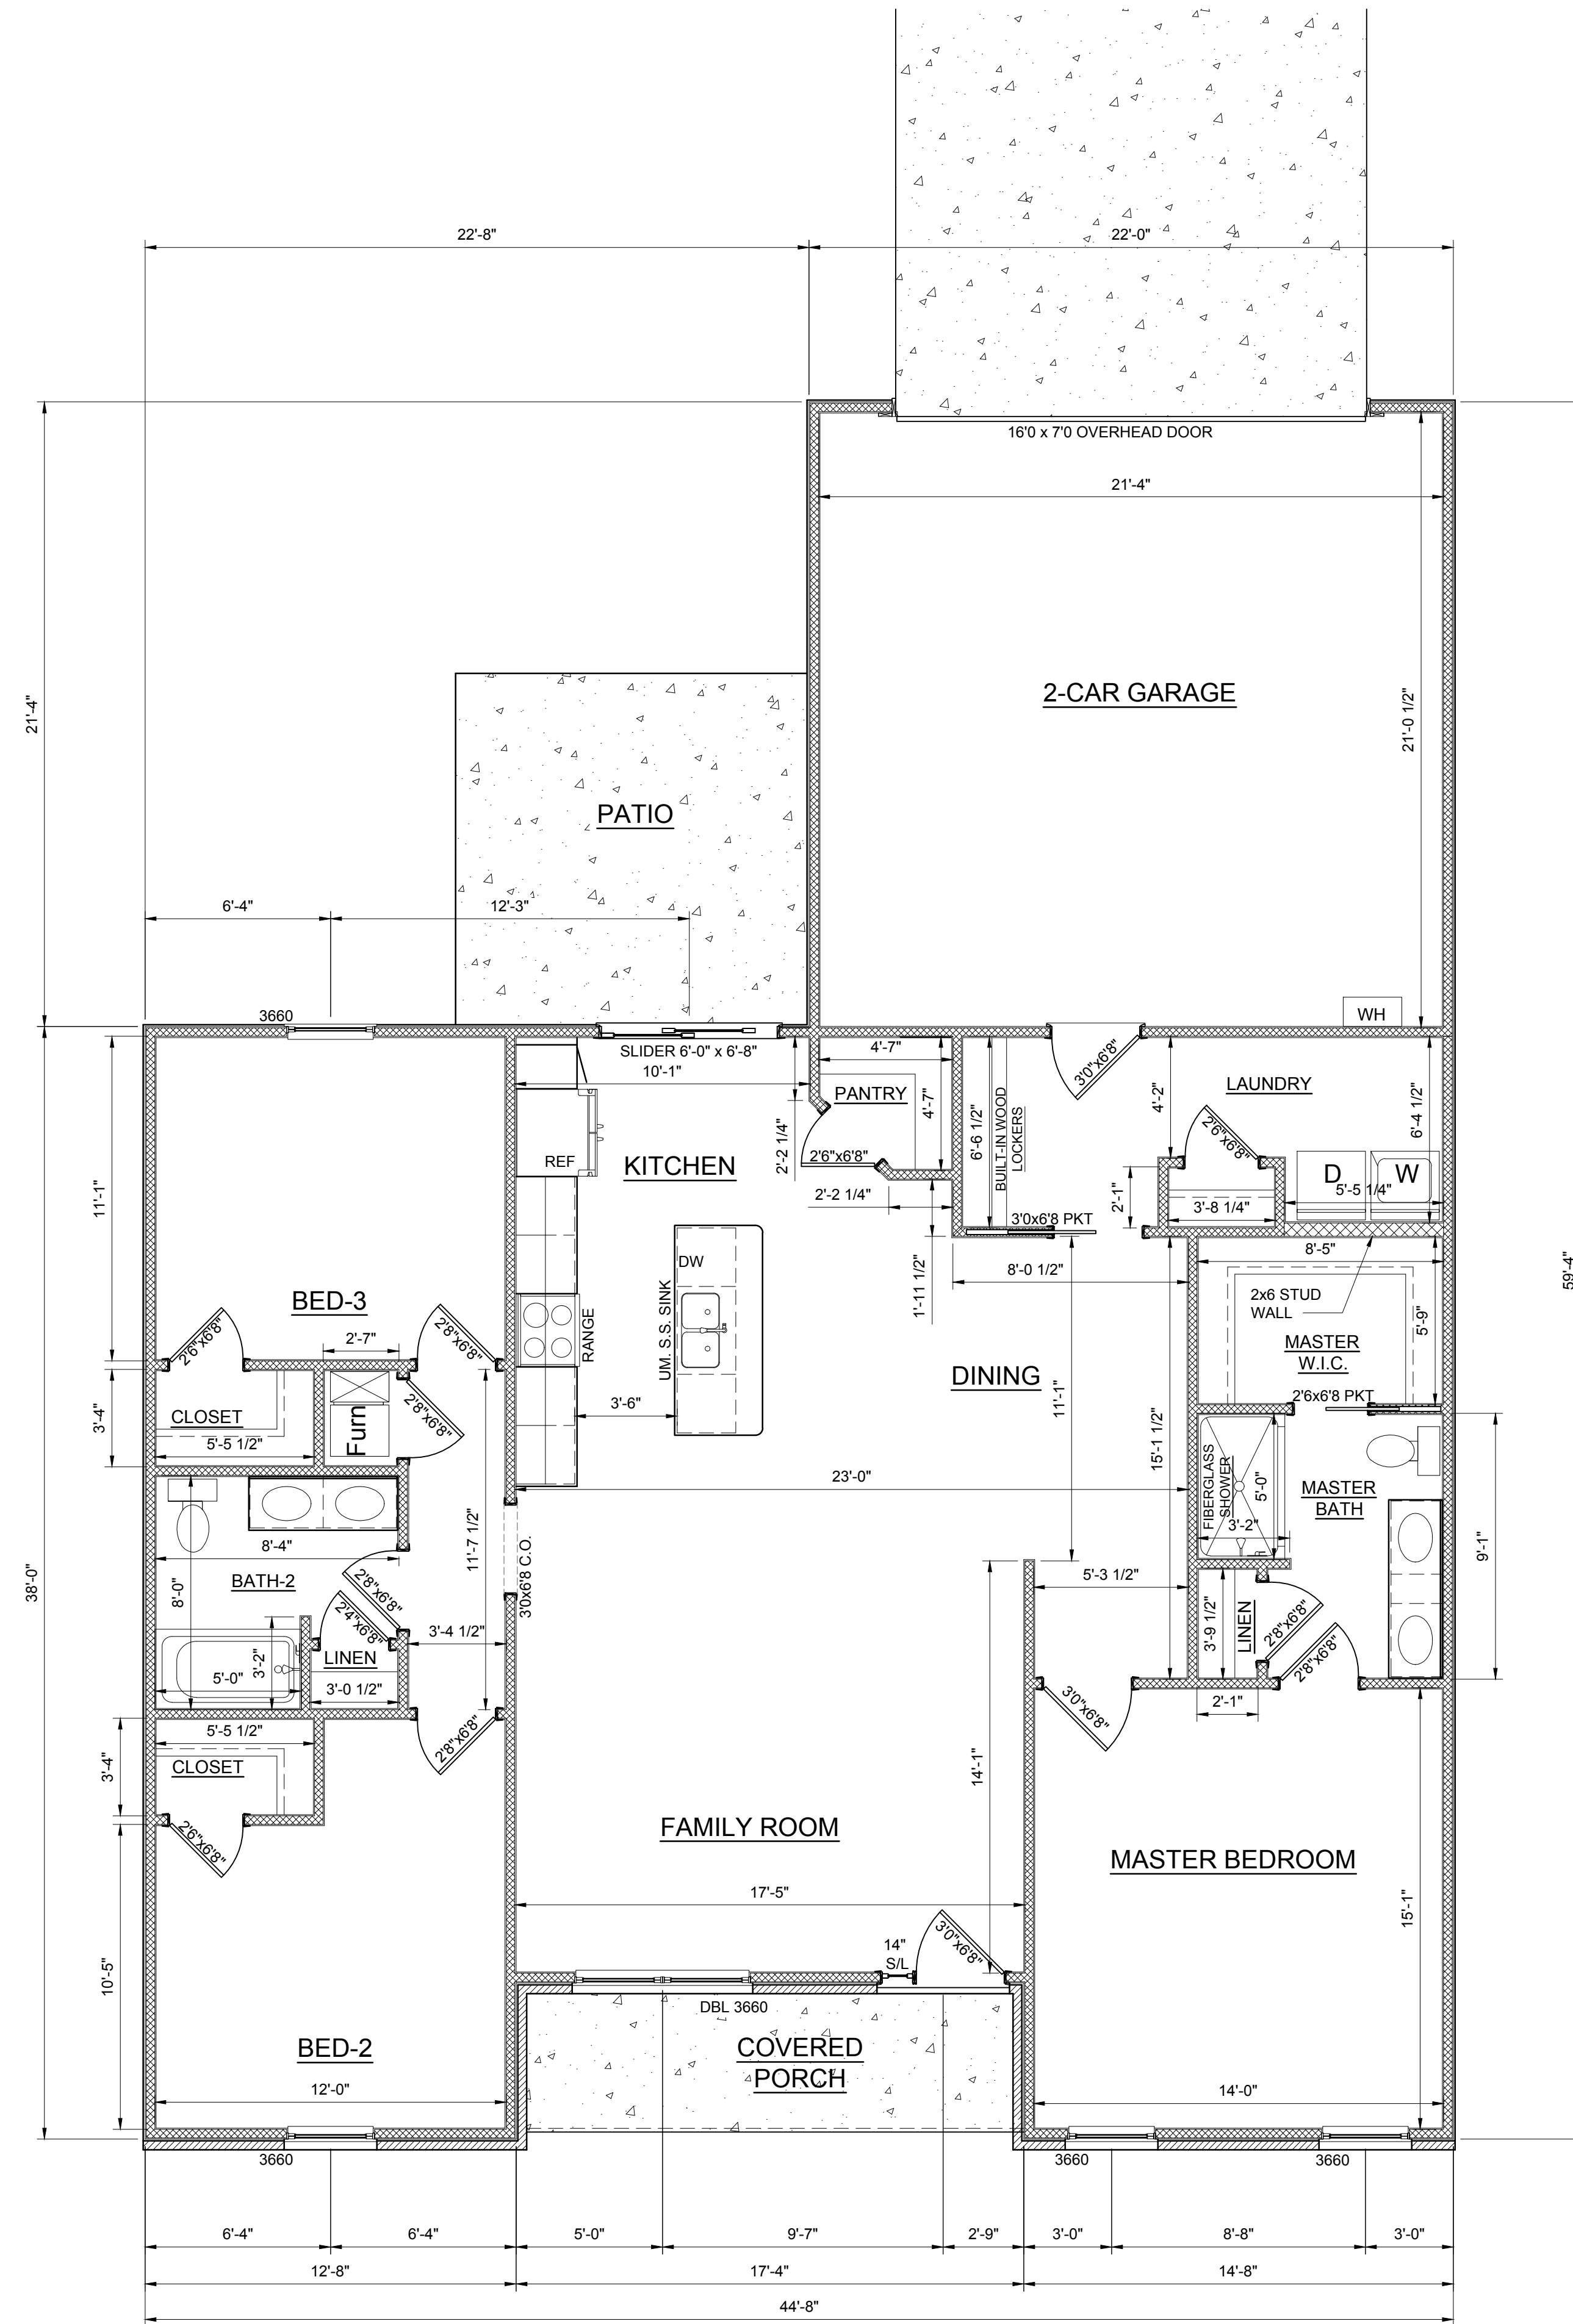 22'-8"
22'-0"
16'0 x 7'0 OVERHEAD DOOR
21'-4"
2-CAR GARAGE
21'-4"
21'-0 1/2"
PATIO
6'-4"
12'-3"
3660
WH
SLIDER 6'-0" x 6'-8"
10'-1"
4'-7"
PANTRY
4'-7"
3'0"x6'8"
LAUNDRY
4'-2"
6'-4 1/2"
6'-6 1/2"
BUILT-IN WOOD
LOCKERS
2'6"x6'8"
2'-2 1/4"
2'6"x6'8"
REF
KITCHEN
2'-2 1/4"
D
W
5'-5 1/4"
3'-8 1/4"
2'-1"
3'0x6'8 PKT
11'-1"
DW
UM. S.S. SINK
8'-0 1/2"
1'-11 1/2"
8'-5"
59'-4"
2x6 STUD
WALL
5'-9"
BED-3
2'6"x6'8"
2'-7"
2'8"x6'8"
RANGE
MASTER
W.I.C.
DINING
11'-1"
2'6x6'8 PKT
3'-4"
CLOSET
5'-5 1/2"
Furn
2'8"x6'8"
3'-6"
15'-1 1/2"
23'-0"
FIBERGLASS
SHOWER
5'-0"
3'-2"
MASTER
BATH
9'-1"
38'-0"
8'-4"
8'-0"
BATH-2
2'8"x6'8"
2'4"x6'8"
11'-7 1/2"
3'0x6'8 C.O.
5'-3 1/2"
3'-9 1/2"
LINEN
2'8"x6'8"
2'8"x6'8"
3'-4 1/2"
3'-2"
5'-0"
LINEN
3'-0 1/2"
3'0"x6'8"
2'-1"
5'-5 1/2"
3'-4"
CLOSET
2'8"x6'8"
14'-1"
2'6"x6'8"
FAMILY ROOM
MASTER BEDROOM
17'-5"
15'-1"
10'-5"
14"
S/L
3'0"x6'8"
DBL 3660
BED-2
COVERED
PORCH
12'-0"
14'-0"
3660
3660
3660
6'-4"
6'-4"
5'-0"
9'-7"
2'-9"
3'-0"
8'-8"
3'-0"
12'-8"
17'-4"
14'-8"
44'-8"